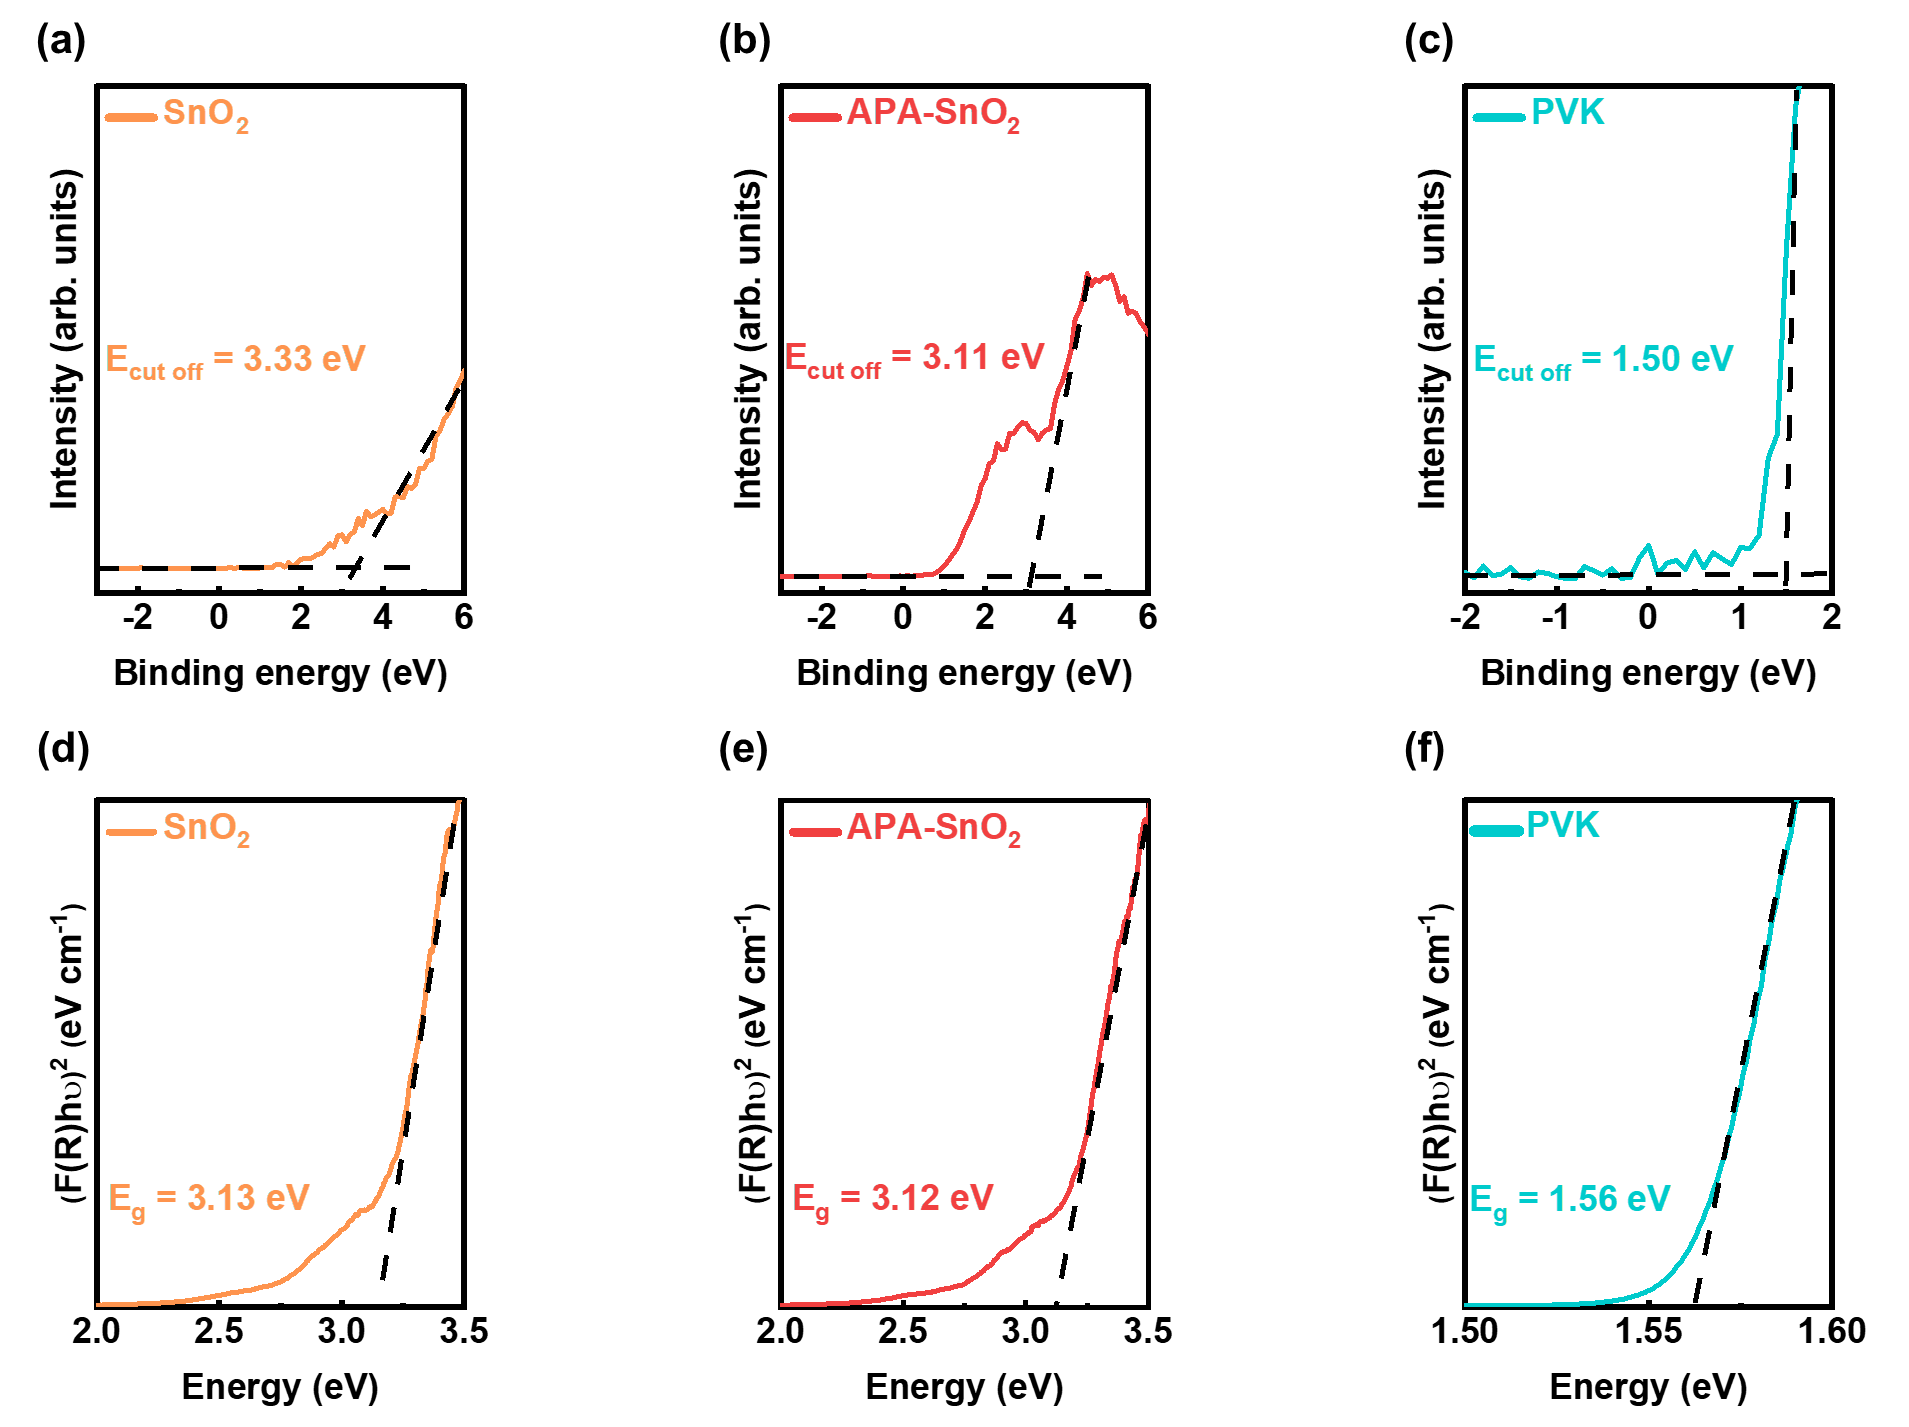 (a)
SnO2
Ecut off = 3.33 eV
Intensity (arb. units)
-2 0 2 4 6
Binding energy (eV)
(b)
APA-SnO2
Ecut off = 3.11 eV
Intensity (arb. units)
-2 0 2 4 6
Binding energy (eV)
(c)
PVK
Ecut off = 1.50 eV
Intensity (arb. units)
-2 -1 0 1 2
Binding energy (eV)
(d)
SnO2
Eg = 3.13 eV
(F(R)hυ)2 (eV cm-1)
2.0 2.5 3.0 3.5
Energy (eV)
(e)
APA-SnO2
Eg = 3.12 eV
(F(R)hυ)2 (eV cm-1)
2.0 2.5 3.0 3.5
Energy (eV)
(f)
PVK
Eg = 1.56 eV
(F(R)hυ)2 (eV cm-1)
1.50 1.55 1.60
Energy (eV)